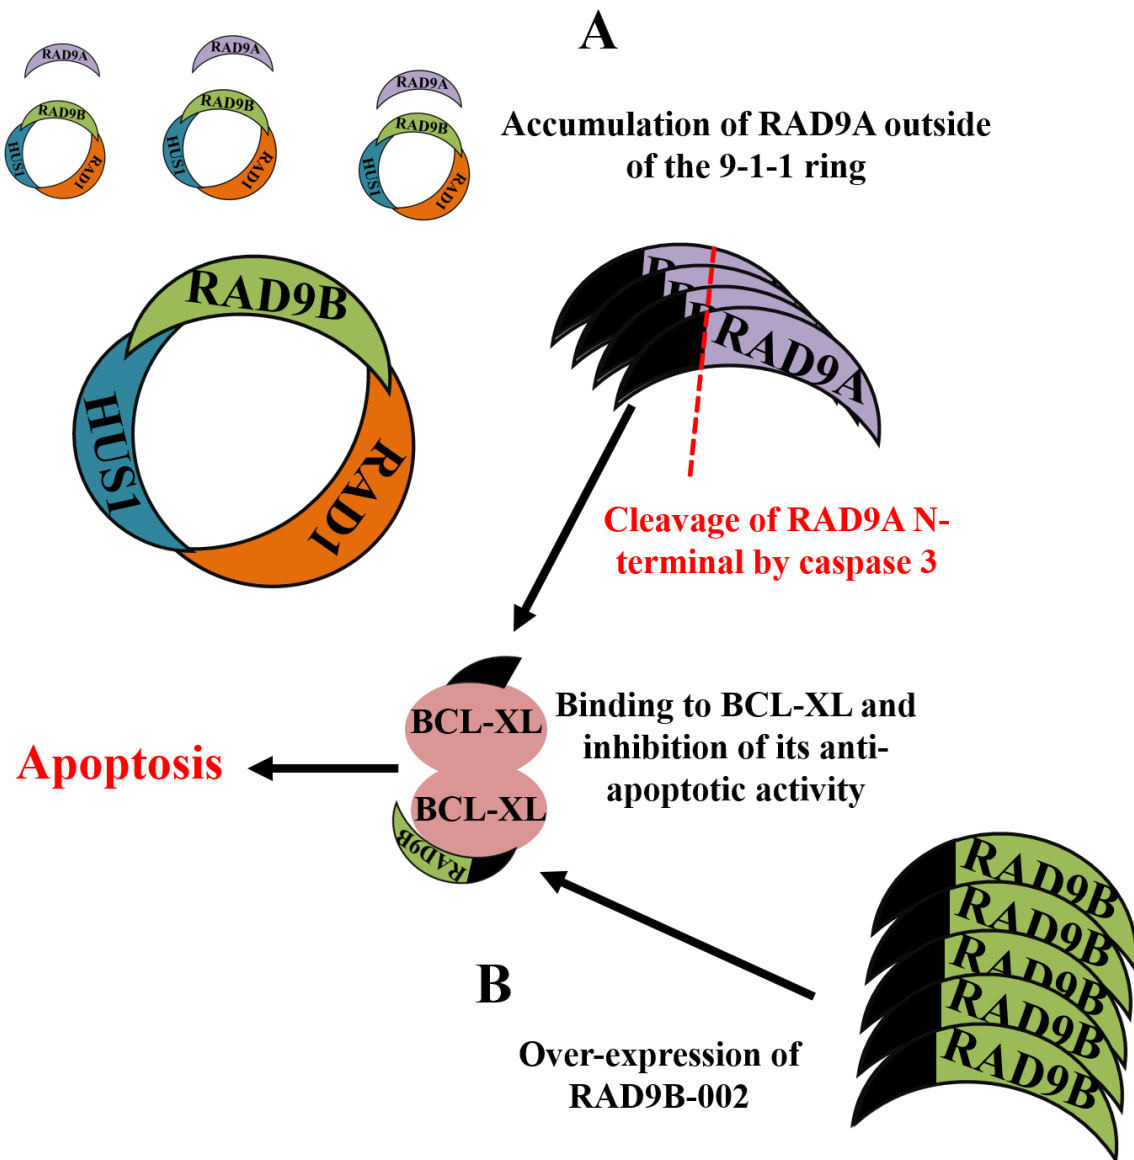 A
RAD9A
RAD9B
HUS1
RAD1
RAD9A
RAD9B
HUS1
RAD1
RAD9A
RAD9B
HUS1
RAD1
Accumulation of RAD9A outside
of the 9-1-1 ring
RAD9B
HUS1
RAD1
RAD9A
Cleavage of RAD9A N-
terminal by caspase 3
BCL-XL
BCL-XL
RAD9B
Binding to BCL-XL and
inhibition of its anti-
apoptotic activity
Apoptosis
B
Over-expression of
RAD9B-002
RAD9B
RAD9B
RAD9B
RAD9B
RAD9B